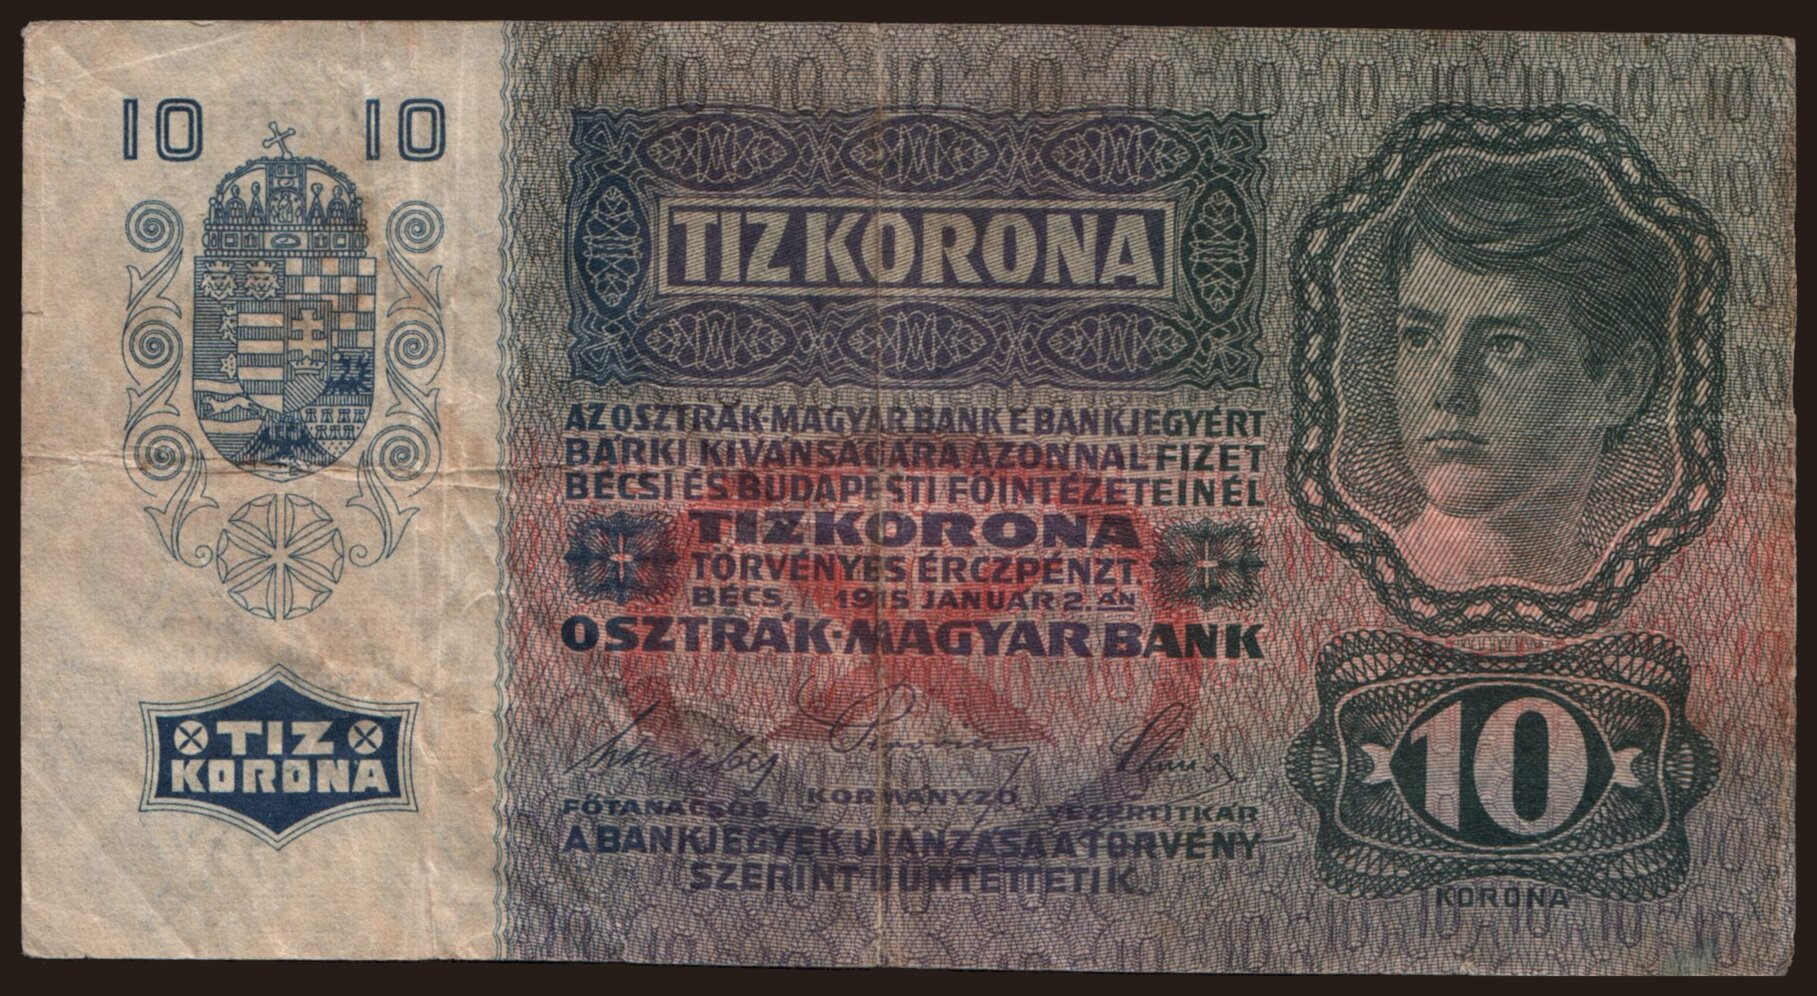 10 10
TIZ KORONA
AZ OSZTRÁK-MAGYAR BANK E BANKJEGYÉRT
BÁRKI KIVÁNSÁGÁRA AZONNAL FIZET
BÉCSI ÉS BUDAPESTI FŐINTÉZETEINÉL
TIZ KORONA
TÖRVÉNYES ÉRCZPÉNZT.
BÉCS, 1915 JANUÁR 2.ÁN
OSZTRÁK-MAGYAR BANK
FŐTANÁCSOS KORMÁNYZÓ VEZÉRTITKÁR
A BANKJEGYEK UTÁNZÁSA A TÖRVÉNY
SZERINT BÜNTETTETIK.
TIZ
KORONA
10
KORONA